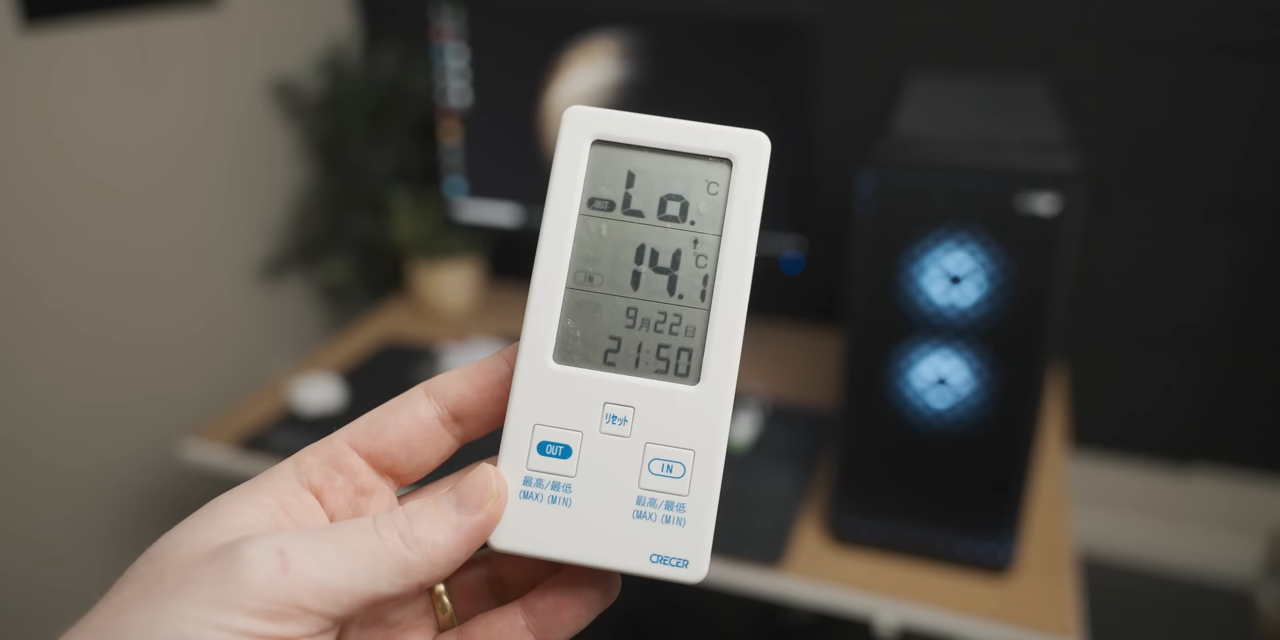 OUT Lo. ℃
IN 14.1 ↑ ℃
9月22日
21:50
リセット
OUT
最高/最低
(MAX) (MIN)
IN
最高/最低
(MAX) (MIN)
CRECER